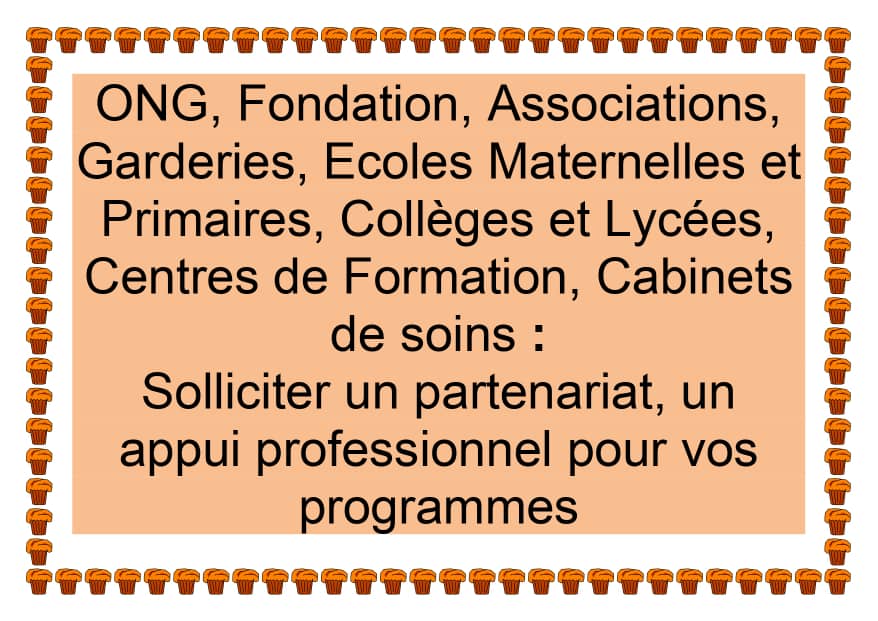 ONG, Fondation, Associations,
Garderies, Ecoles Maternelles et
Primaires, Collèges et Lycées,
Centres de Formation, Cabinets
de soins :
Solliciter un partenariat, un
appui professionnel pour vos
programmes